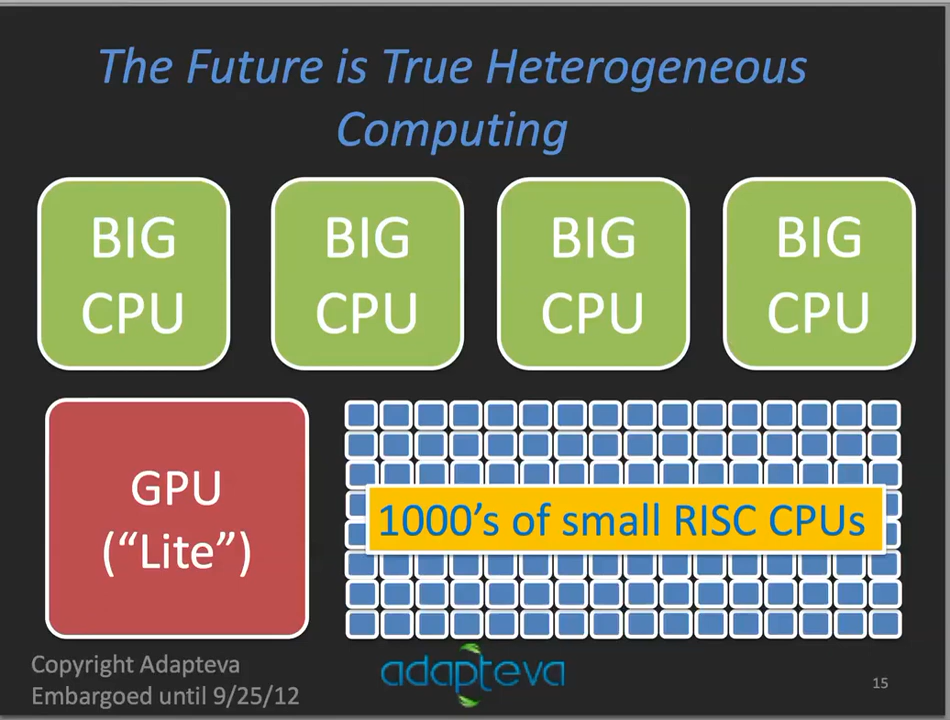 The Future is True Heterogeneous
Computing
BIG
CPU
BIG
CPU
BIG
CPU
BIG
CPU
GPU
(“Lite”)
1000’s of small RISC CPUs
Copyright Adapteva
Embargoed until 9/25/12
adapteva
15